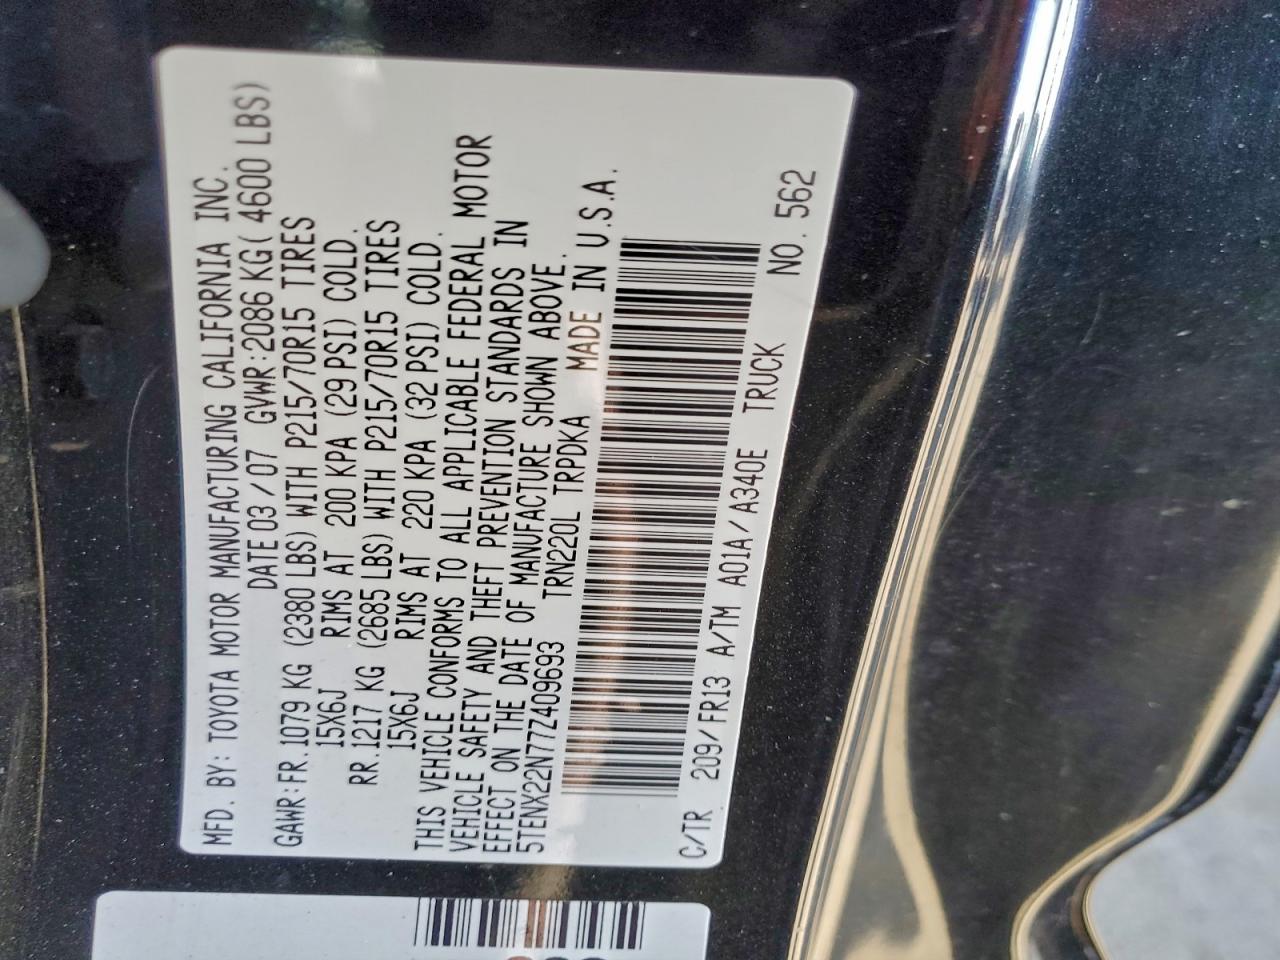 MFD. BY: TOYOTA MOTOR MANUFACTURING CALIFORNIA INC.
DATE 03 / 07 GVWR: 2086 KG( 4600 LBS)
GAWR: FR. 1079 KG (2380 LBS) WITH P215/70R15 TIRES
15X6J RIMS AT 200 KPA (29 PSI) COLD.
RR. 1217 KG (2685 LBS) WITH P215/70R15 TIRES
15X6J RIMS AT 220 KPA (32 PSI) COLD.
THIS VEHICLE CONFORMS TO ALL APPLICABLE FEDERAL MOTOR
VEHICLE SAFETY AND THEFT PREVENTION STANDARDS IN
EFFECT ON THE DATE OF MANUFACTURE SHOWN ABOVE.
5TENX22N77Z409693 TRN220L TRPDKA MADE IN U.S.A.
C/TR 209/FR13 A/TM A01A/A340E TRUCK NO. 562